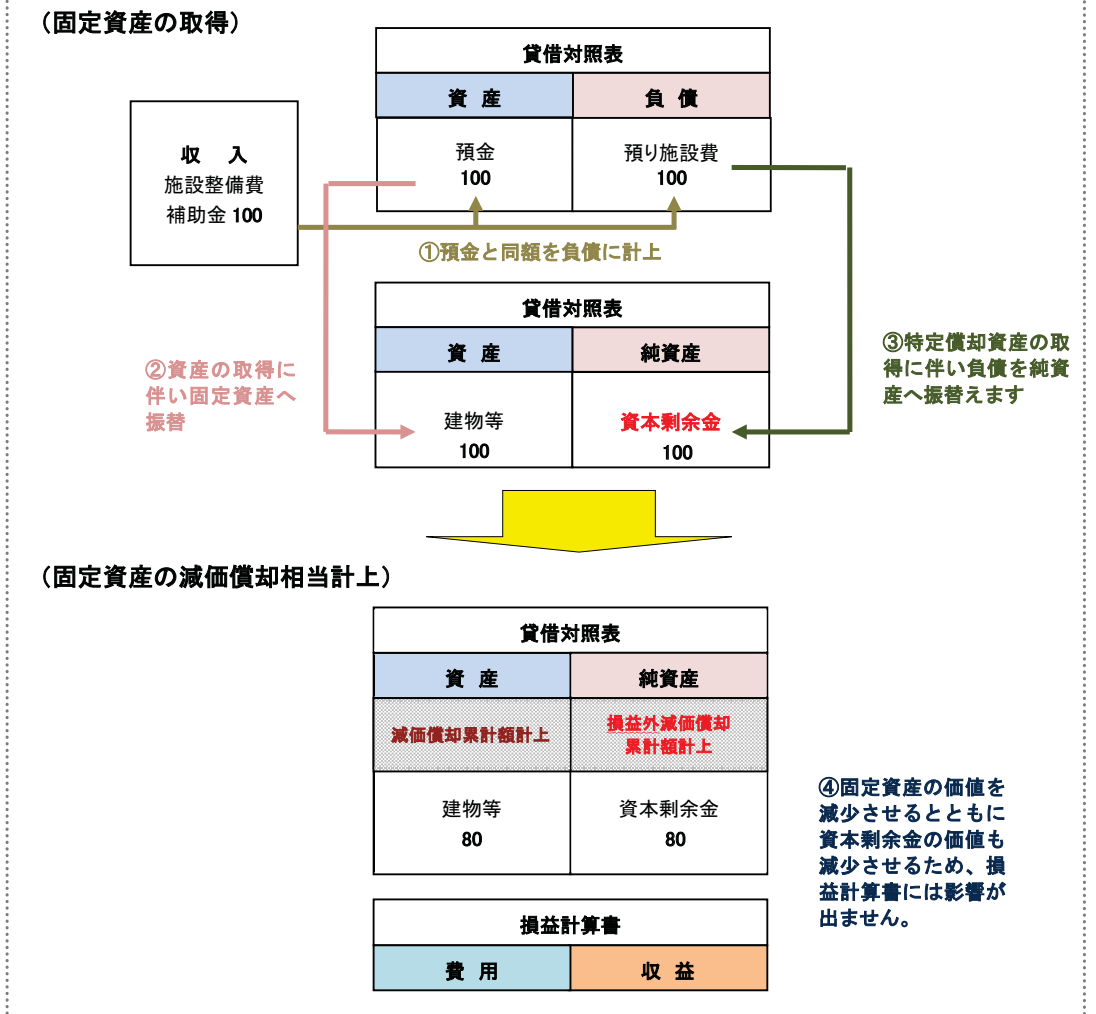 （固定資産の取得）
貸借対照表
資 産
負 債
収 入
施設整備費
補助金 100
預金
100
預り施設費
100
①預金と同額を負債に計上
貸借対照表
資 産
純資産
②資産の取得に
伴い固定資産へ
振替
建物等
100
資本剰余金
100
③特定償却資産の取
得に伴い負債を純資
産へ振替えます
（固定資産の減価償却相当計上）
貸借対照表
資 産
純資産
減価償却累計額計上
損益外減価償却
累計額計上
建物等
80
資本剰余金
80
④固定資産の価値を
減少させるとともに
資本剰余金の価値も
減少させるため、損
益計算書には影響が
出ません。
損益計算書
費 用
収 益